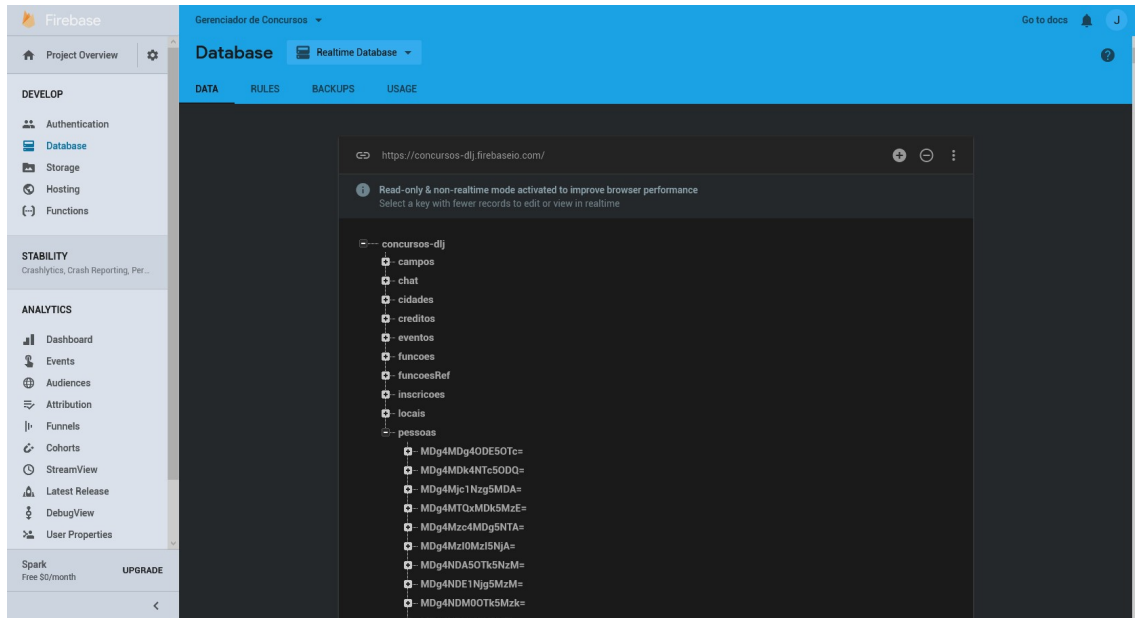 Firebase
Project Overview
DEVELOP
Authentication
Database
Storage
Hosting
Functions
STABILITY
Crashlytics, Crash Reporting, Per...
ANALYTICS
Dashboard
Events
Audiences
Attribution
Funnels
Cohorts
StreamView
Latest Release
DebugView
User Properties
Spark
Free $0/month
UPGRADE
Gerenciador de Concursos
Go to docs
J
Database
Realtime Database
DATA RULES BACKUPS USAGE
https://concursos-dlj.firebaseio.com/
Read-only & non-realtime mode activated to improve browser performance
Select a key with fewer records to edit or view in realtime
concursos-dlj
campos
chat
cidades
creditos
eventos
funcoes
funcoesRef
inscricoes
locais
pessoas
MDg4MDg4ODE5OTc=
MDg4MDk4NTc5ODQ=
MDg4Mjc1Nzg5MDA=
MDg4MTQxMDk5MzE=
MDg4Mzc4MDg5NTA=
MDg4MzI0MzI5NjA=
MDg4NDA5OTk5NzM=
MDg4NDE1Njg5MzM=
MDg4NDM0OTk5Mzk=